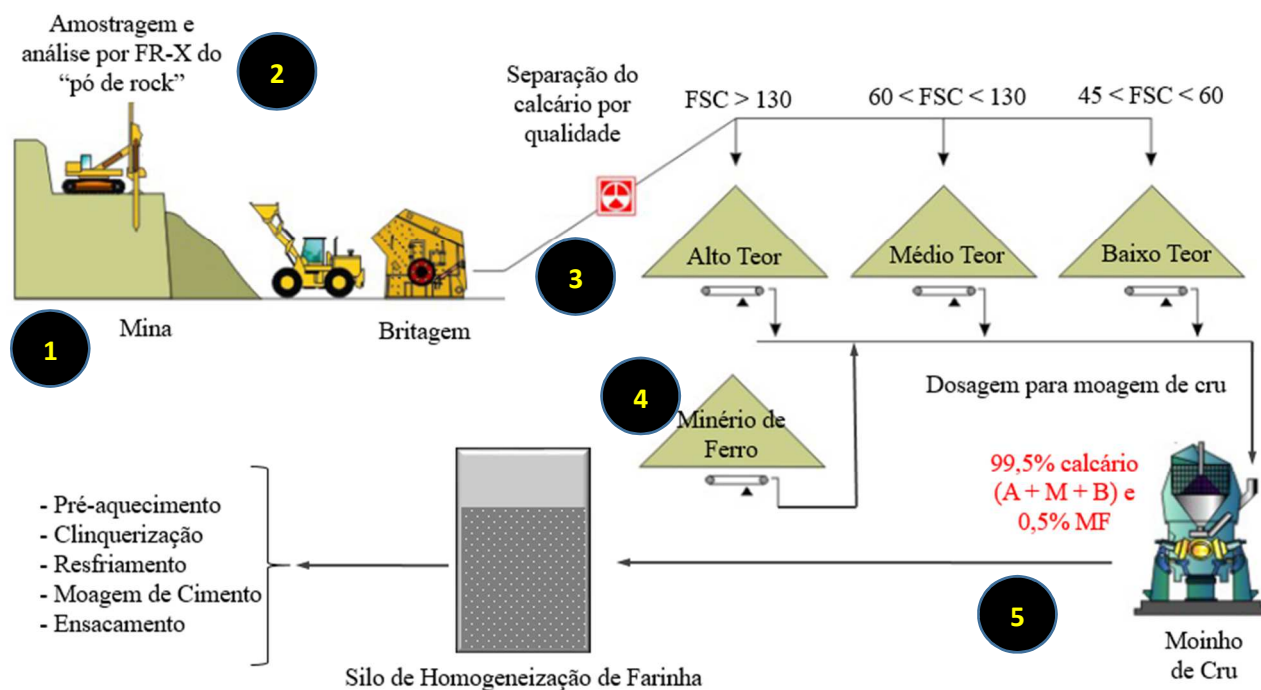 Amostragem e
análise por FR-X do
“pó de rock”
2
Separação do
calcário por
qualidade
FSC > 130
60 < FSC < 130
45 < FSC < 60
Alto Teor
Médio Teor
Baixo Teor
3
1
Mina
Britagem
4
Minério de
Ferro
Dosagem para moagem de cru
99,5% calcário
(A + M + B) e
0,5% MF
- Pré-aquecimento
- Clinquerização
- Resfriamento
- Moagem de Cimento
- Ensacamento
5
Moinho
de Cru
Silo de Homogeneização de Farinha